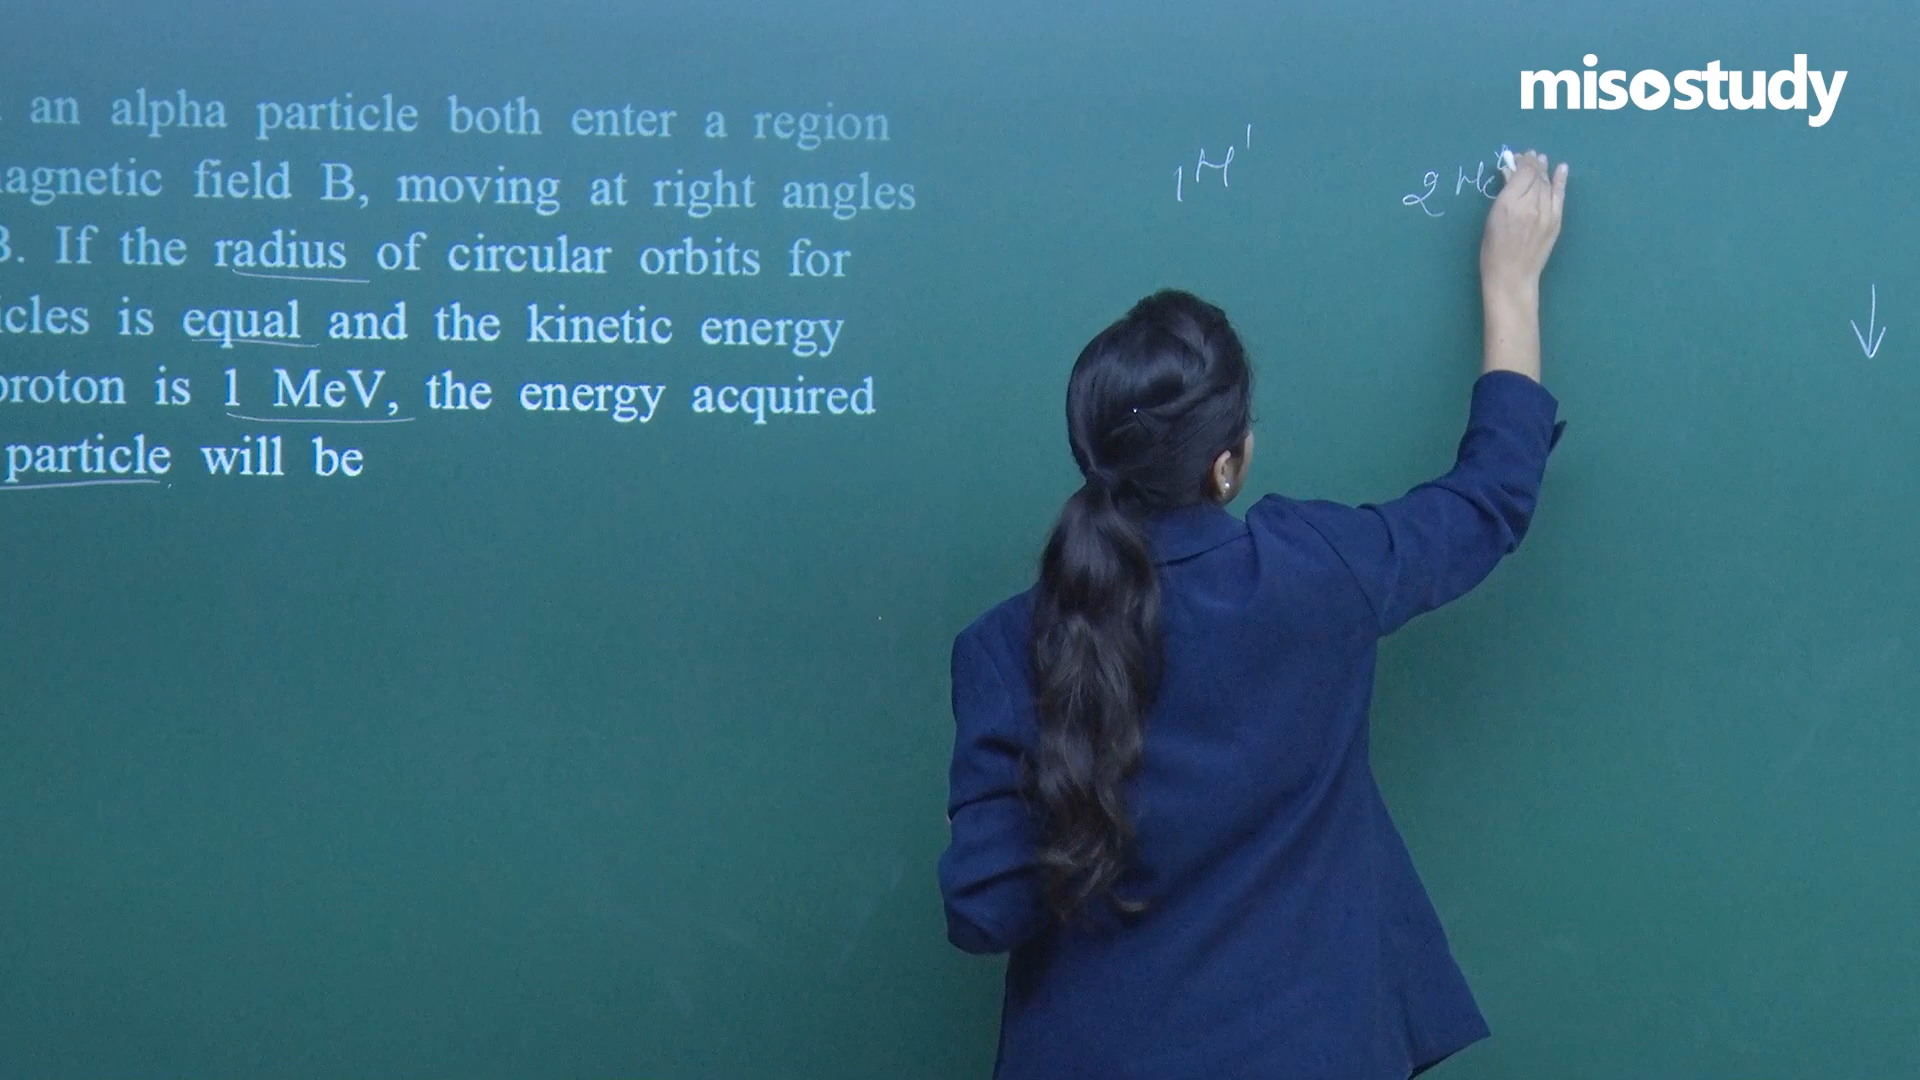 misostudy
an alpha particle both enter a region
agnetic field B, moving at right angles
B. If the radius of circular orbits for
icles is equal and the kinetic energy
proton is 1 MeV, the energy acquired
particle will be
1H1
2He